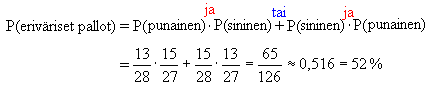 ja tai ja
P(eriväriset pallot) = P(punainen) · P(sininen) + P(sininen) · P(punainen)
= 13/28 · 15/27 + 15/28 · 13/27 = 65/126 ≈ 0,516 = 52 %